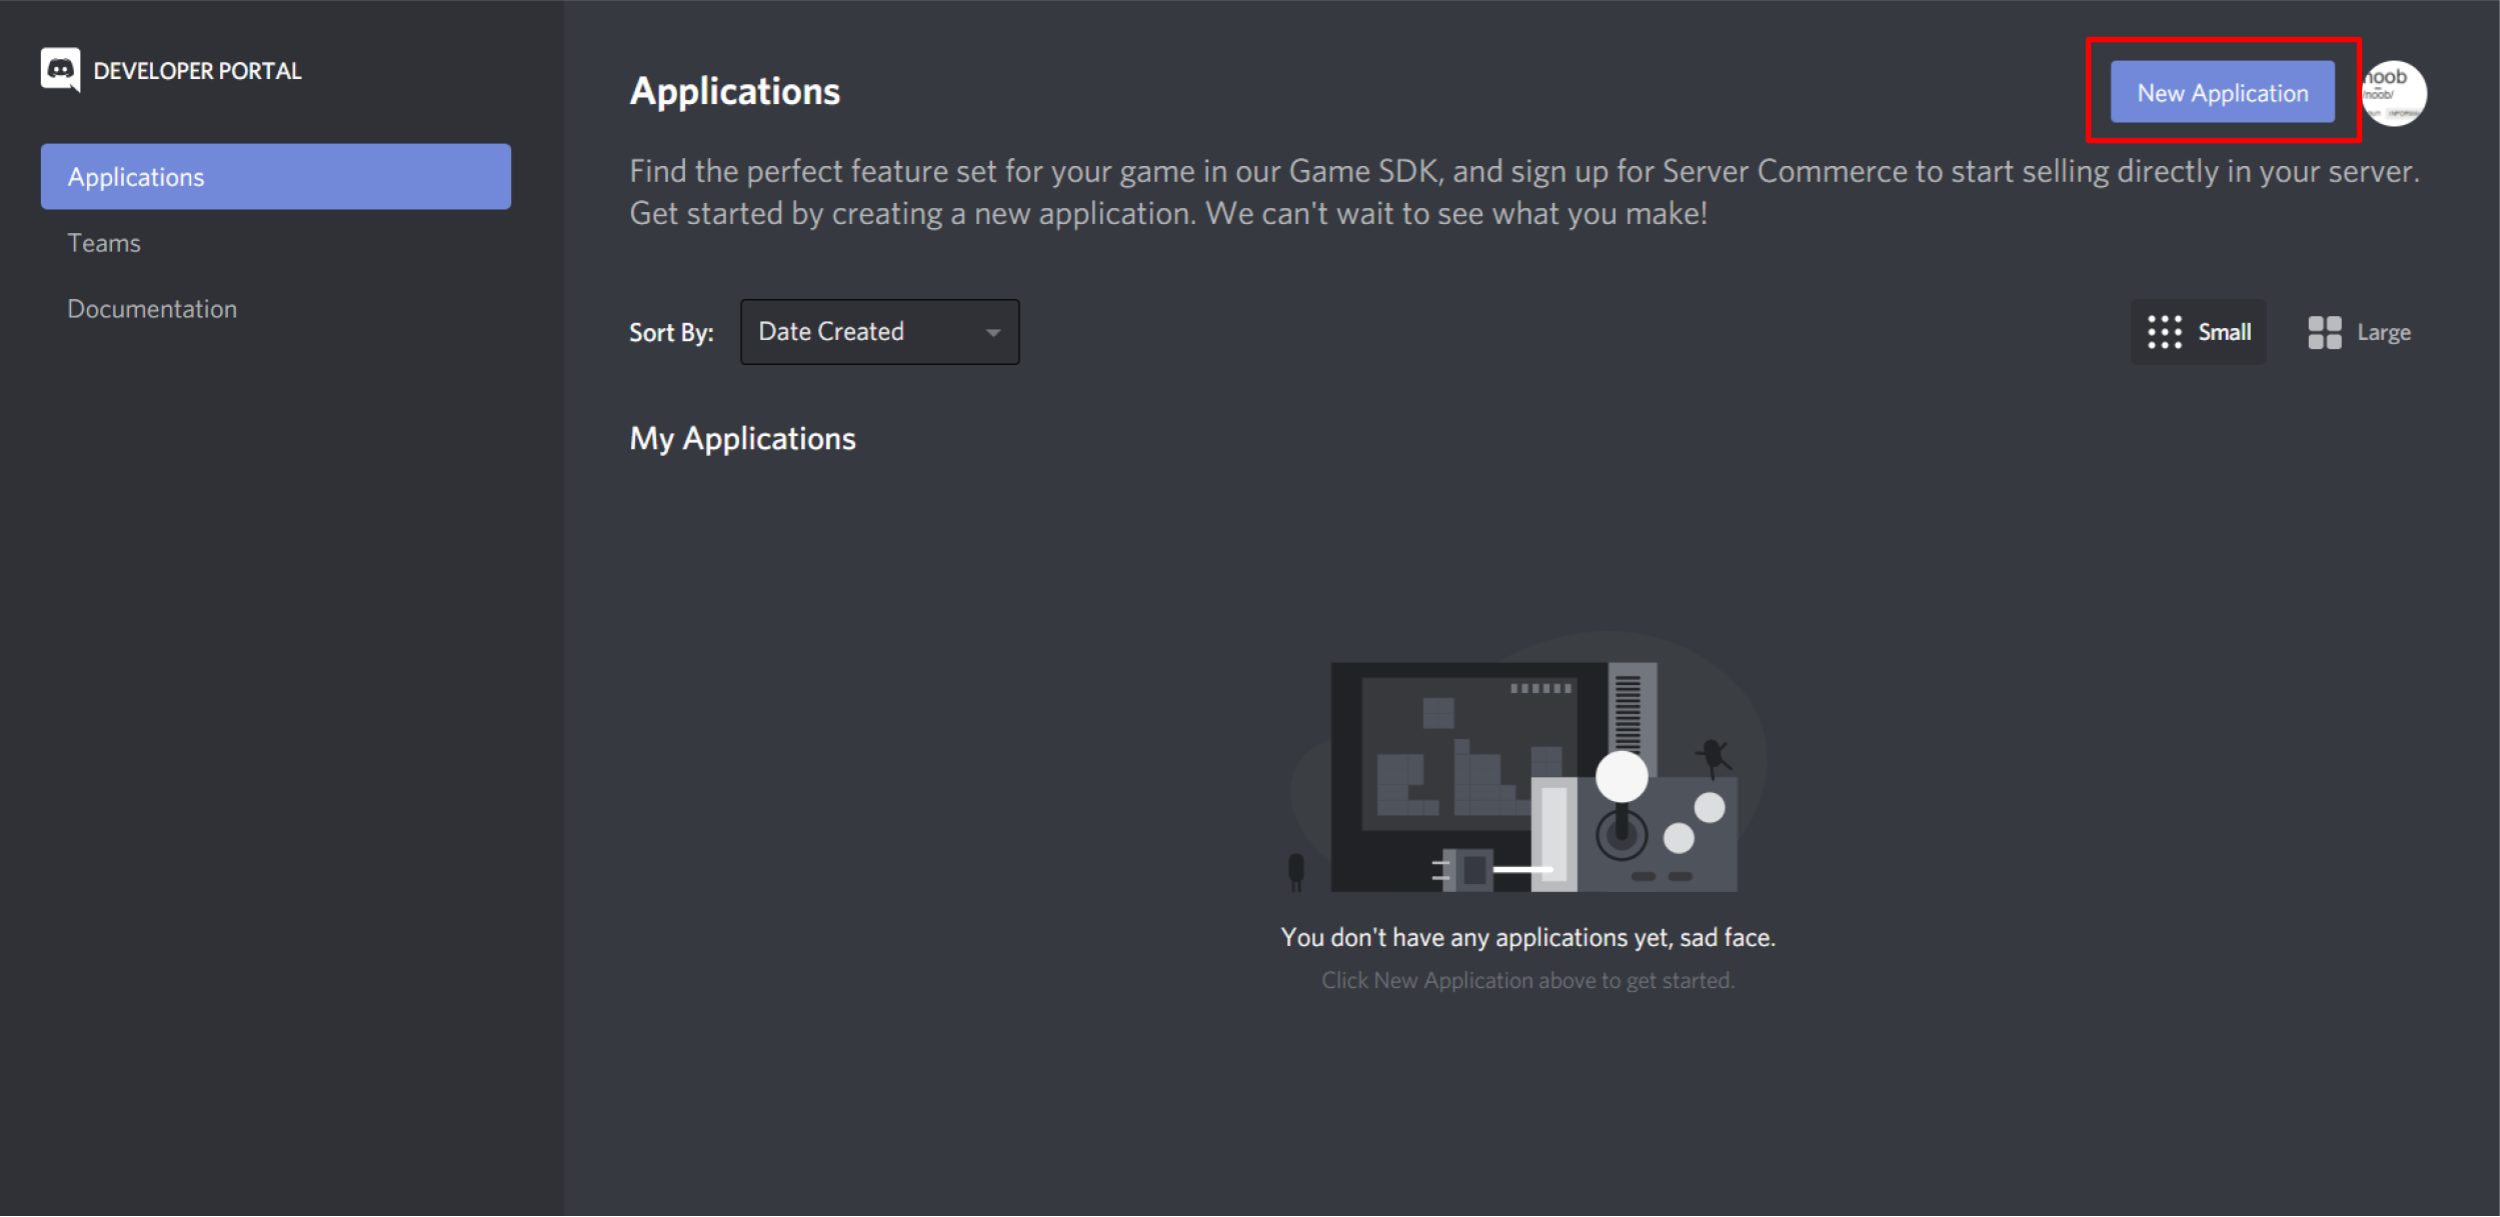 DEVELOPER PORTAL
Applications
Teams
Documentation
Applications
New Application
noob
/noob/
Find the perfect feature set for your game in our Game SDK, and sign up for Server Commerce to start selling directly in your server.
Get started by creating a new application. We can't wait to see what you make!
Sort By:
Date Created
Small
Large
My Applications
You don't have any applications yet, sad face.
Click New Application above to get started.